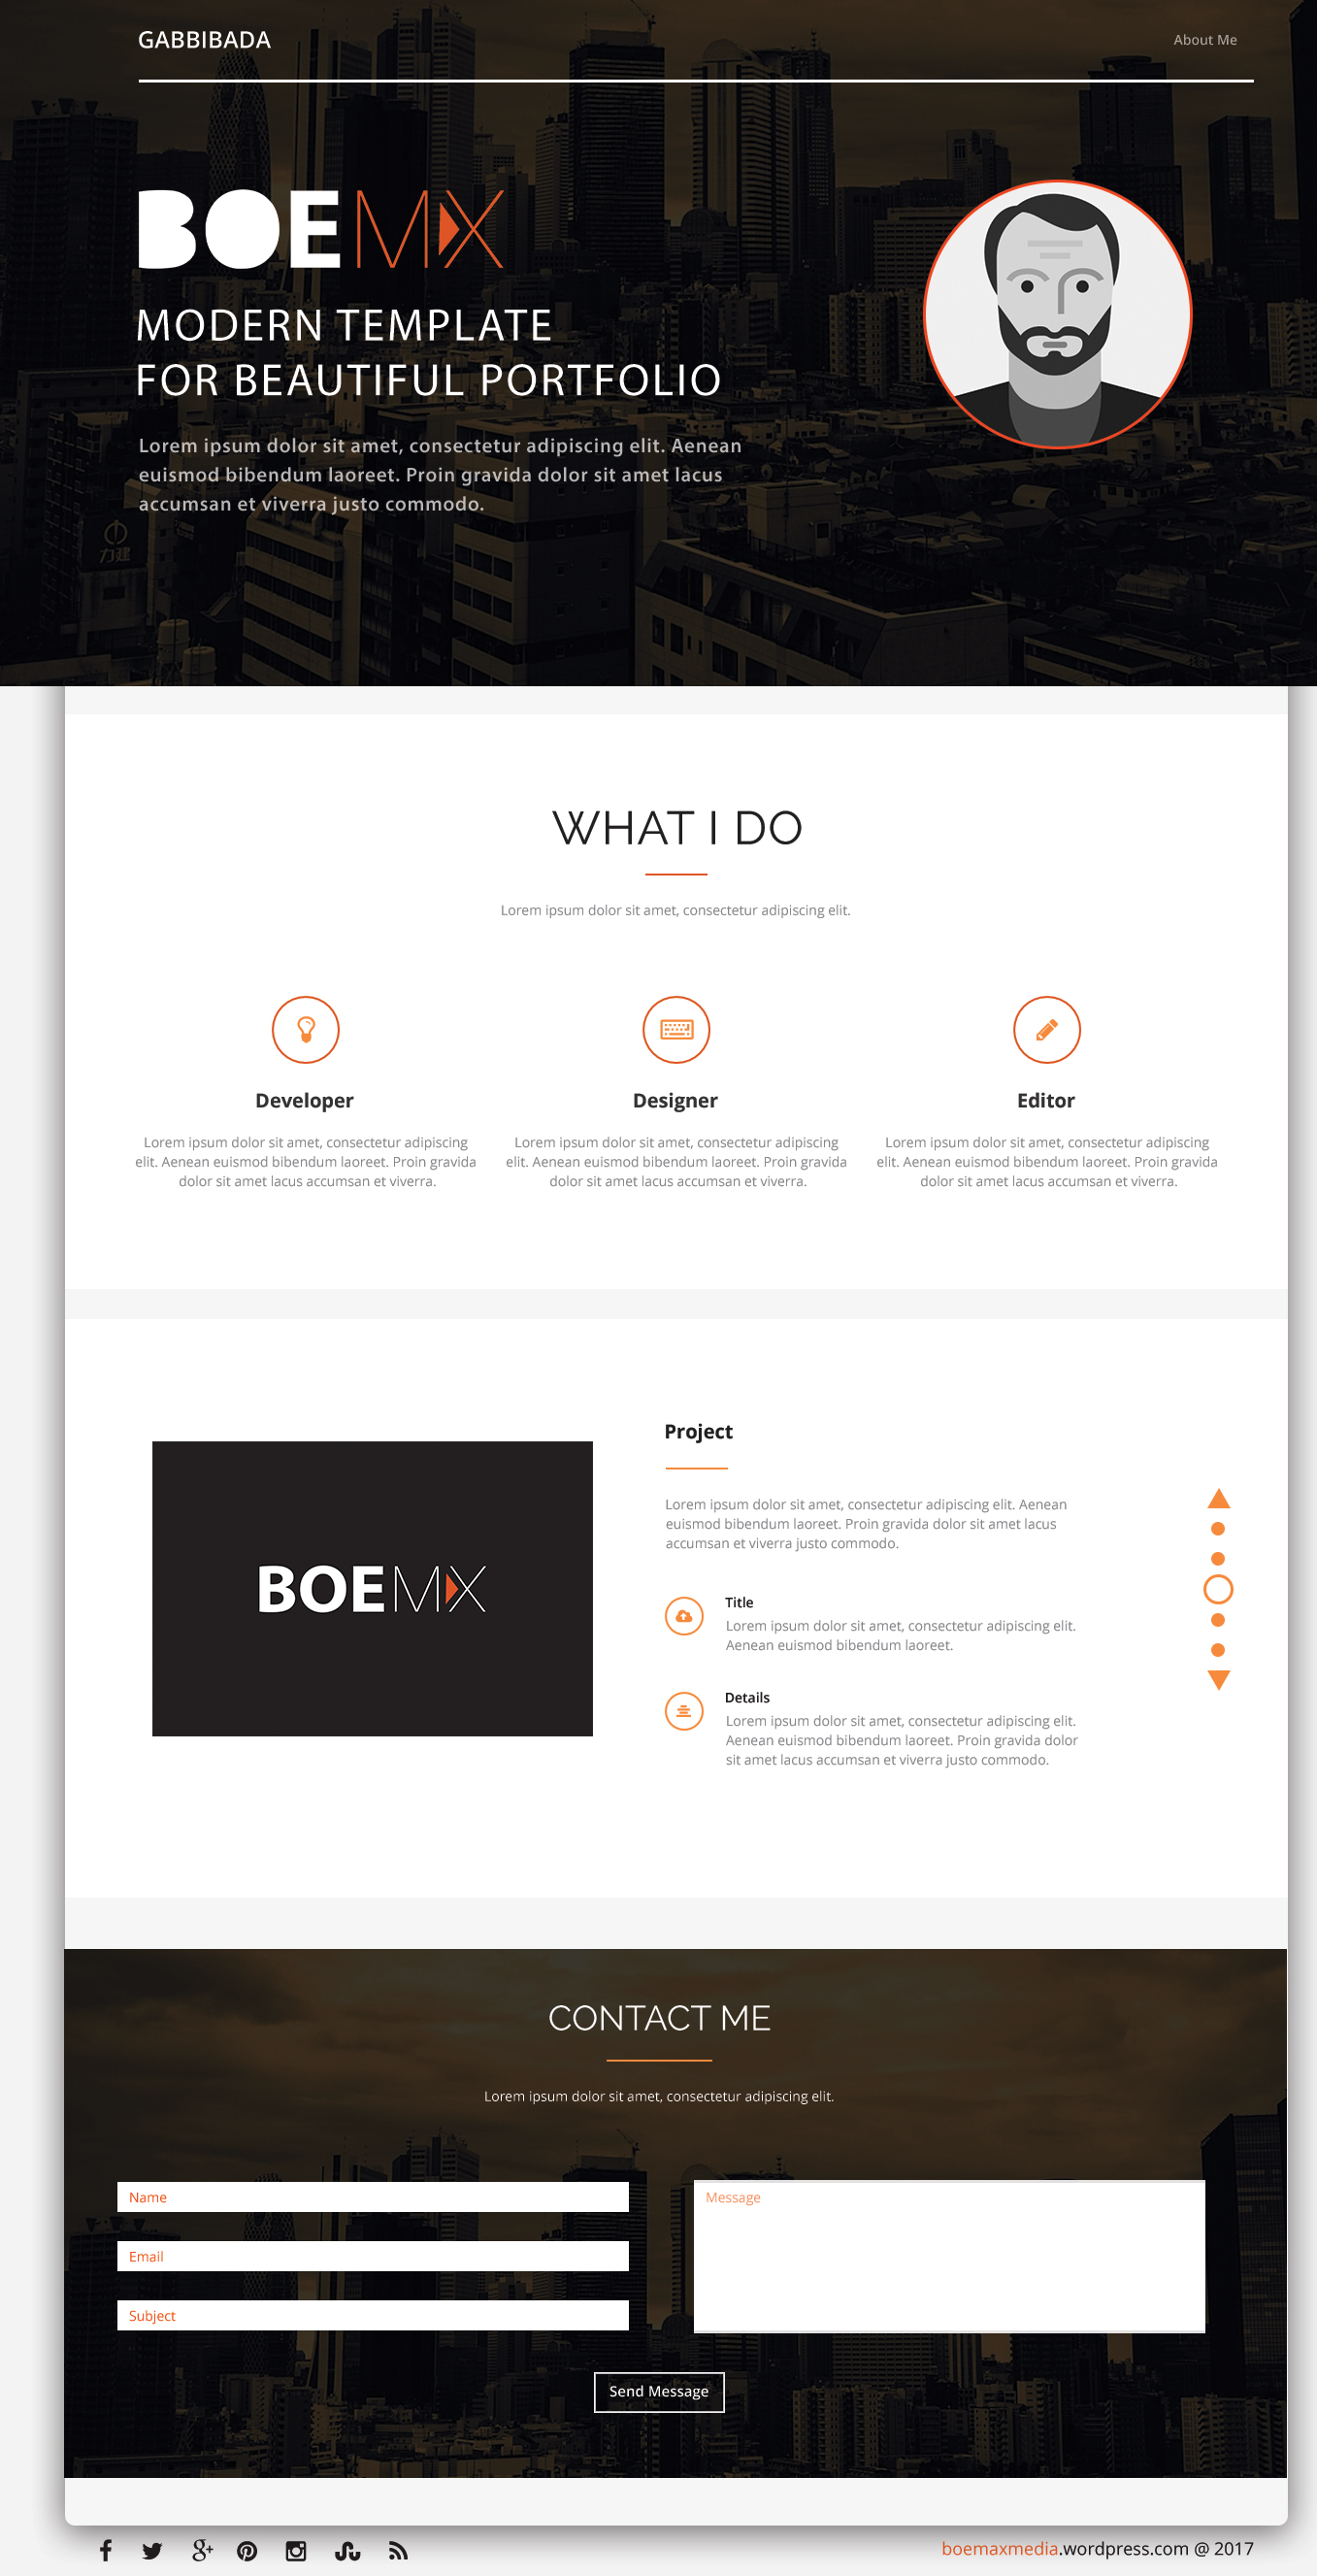 GABBIBADA
About Me
BOEMX
MODERN TEMPLATE
FOR BEAUTIFUL PORTFOLIO
Lorem ipsum dolor sit amet, consectetur adipiscing elit. Aenean
euismod bibendum laoreet. Proin gravida dolor sit amet lacus
accumsan et viverra justo commodo.
力建
WHAT I DO
Lorem ipsum dolor sit amet, consectetur adipiscing elit.
Developer
Lorem ipsum dolor sit amet, consectetur adipiscing
elit. Aenean euismod bibendum laoreet. Proin gravida
dolor sit amet lacus accumsan et viverra.
Designer
Lorem ipsum dolor sit amet, consectetur adipiscing
elit. Aenean euismod bibendum laoreet. Proin gravida
dolor sit amet lacus accumsan et viverra.
Editor
Lorem ipsum dolor sit amet, consectetur adipiscing
elit. Aenean euismod bibendum laoreet. Proin gravida
dolor sit amet lacus accumsan et viverra.
BOEMX
Project
Lorem ipsum dolor sit amet, consectetur adipiscing elit. Aenean
euismod bibendum laoreet. Proin gravida dolor sit amet lacus
accumsan et viverra justo commodo.
Title
Lorem ipsum dolor sit amet, consectetur adipiscing elit.
Aenean euismod bibendum laoreet.
Details
Lorem ipsum dolor sit amet, consectetur adipiscing elit.
Aenean euismod bibendum laoreet. Proin gravida dolor
sit amet lacus accumsan et viverra justo commodo.
CONTACT ME
Lorem ipsum dolor sit amet, consectetur adipiscing elit.
Name
Email
Subject
Message
Send Message
boemaxmedia.wordpress.com @ 2017